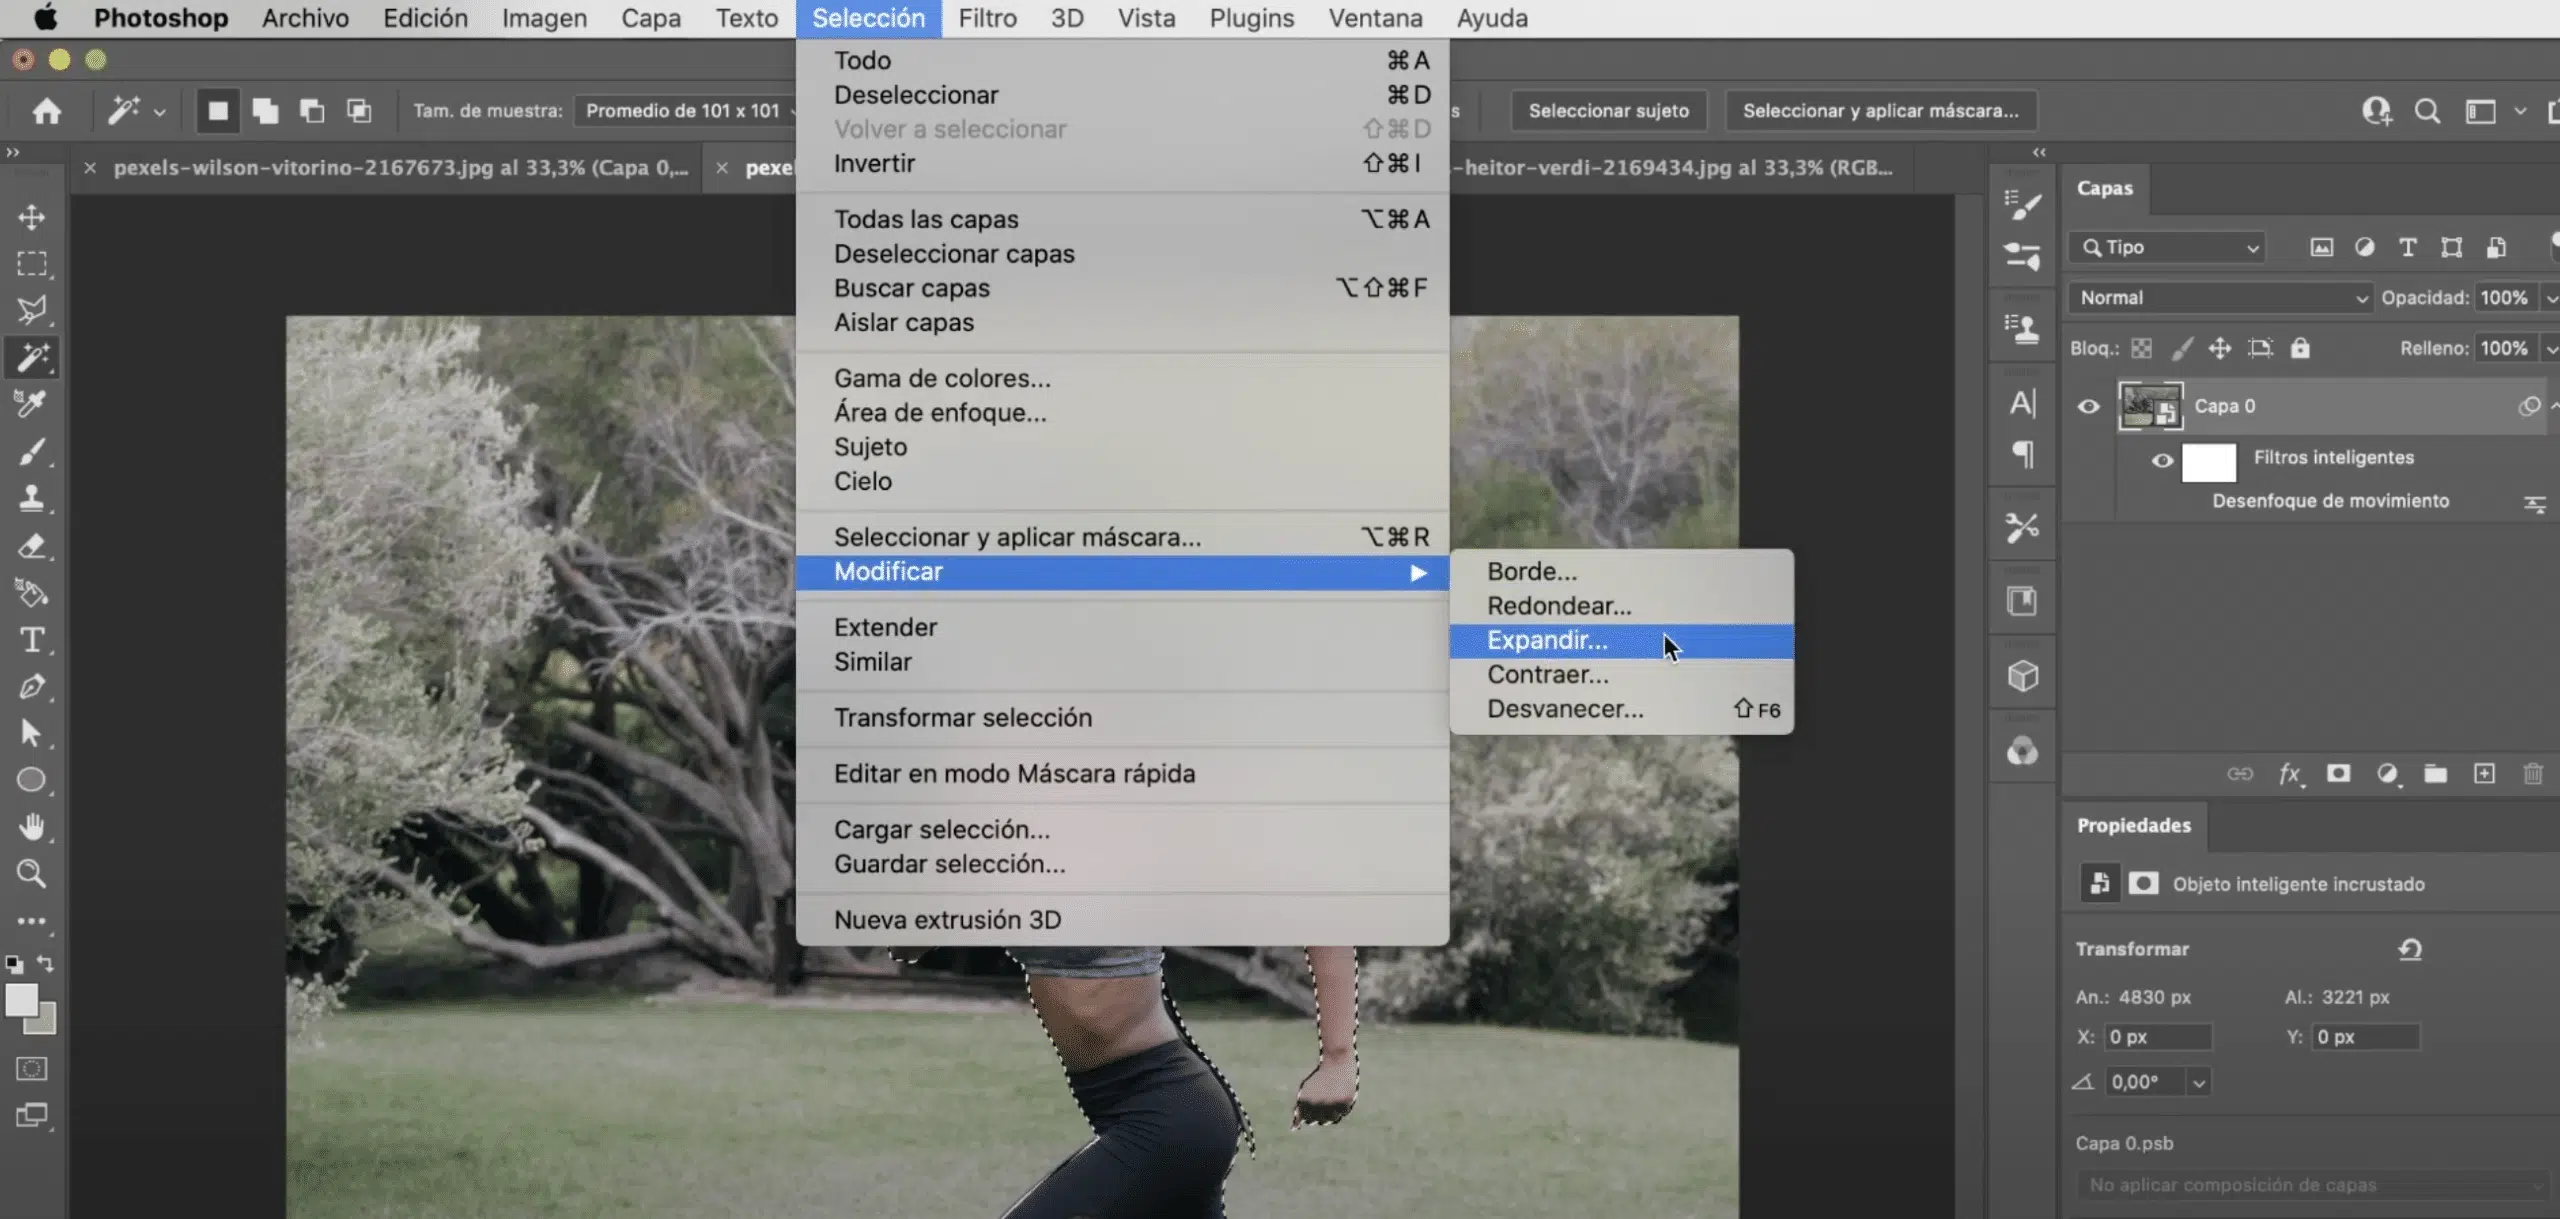 Photoshop Archivo Edición Imagen Capa Texto Selección Filtro 3D Vista Plugins Ventana Ayuda
Tam. de muestra: Promedio de 101 x 101
Seleccionar sujeto Seleccionar y aplicar máscara...
pexels-wilson-vitorino-2167673.jpg al 33,3% (Capa 0,...
-heitor-verdi-2169434.jpg al 33,3% (RGB...
Todo ⌘A
Deseleccionar ⌘D
Volver a seleccionar ⇧⌘D
Invertir ⇧⌘I
Todas las capas ⌥⌘A
Deseleccionar capas
Buscar capas ⌥⇧⌘F
Aislar capas
Gama de colores...
Área de enfoque...
Sujeto
Cielo
Seleccionar y aplicar máscara... ⌥⌘R
Modificar
Extender
Similar
Transformar selección
Editar en modo Máscara rápida
Cargar selección...
Guardar selección...
Nueva extrusión 3D
Borde...
Redondear...
Expandir...
Contraer...
Desvanecer... ⇧F6
Capas
Tipo
Normal Opacidad: 100%
Bloq.: Relleno: 100%
Capa 0
Filtros inteligentes
Desenfoque de movimiento
fx
Propiedades
Objeto inteligente incrustado
Transformar
An.: 4830 px Al.: 3221 px
X: 0 px Y: 0 px
0,00°
Capa 0.psb
No aplicar composición de capas